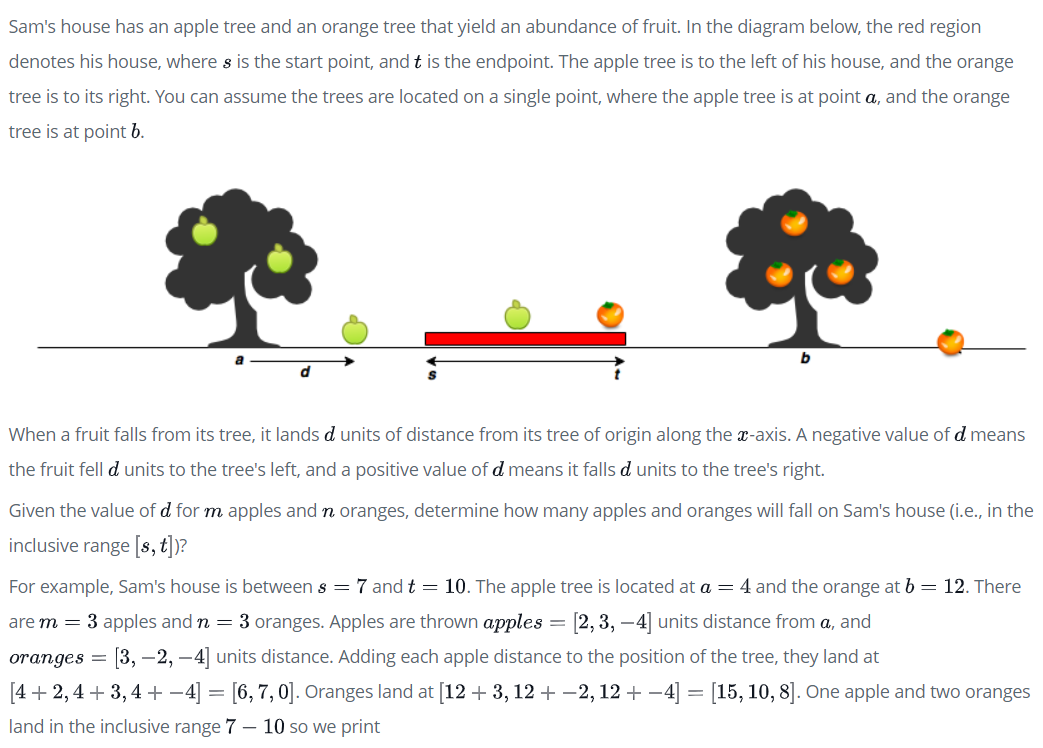 Sam's house has an apple tree and an orange tree that yield an abundance of fruit. In the diagram below, the red region
denotes his house, where s is the start point, and t is the endpoint. The apple tree is to the left of his house, and the orange
tree is to its right. You can assume the trees are located on a single point, where the apple tree is at point a, and the orange
tree is at point b.
a
d
s
t
b
When a fruit falls from its tree, it lands d units of distance from its tree of origin along the x-axis. A negative value of d means
the fruit fell d units to the tree's left, and a positive value of d means it falls d units to the tree's right.
Given the value of d for m apples and n oranges, determine how many apples and oranges will fall on Sam's house (i.e., in the
inclusive range [s, t])?
For example, Sam's house is between s = 7 and t = 10. The apple tree is located at a = 4 and the orange at b = 12. There
are m = 3 apples and n = 3 oranges. Apples are thrown apples = [2, 3, −4] units distance from a, and
oranges = [3, −2, −4] units distance. Adding each apple distance to the position of the tree, they land at
[4 + 2, 4 + 3, 4 + −4] = [6, 7, 0]. Oranges land at [12 + 3, 12 + −2, 12 + −4] = [15, 10, 8]. One apple and two oranges
land in the inclusive range 7 − 10 so we print